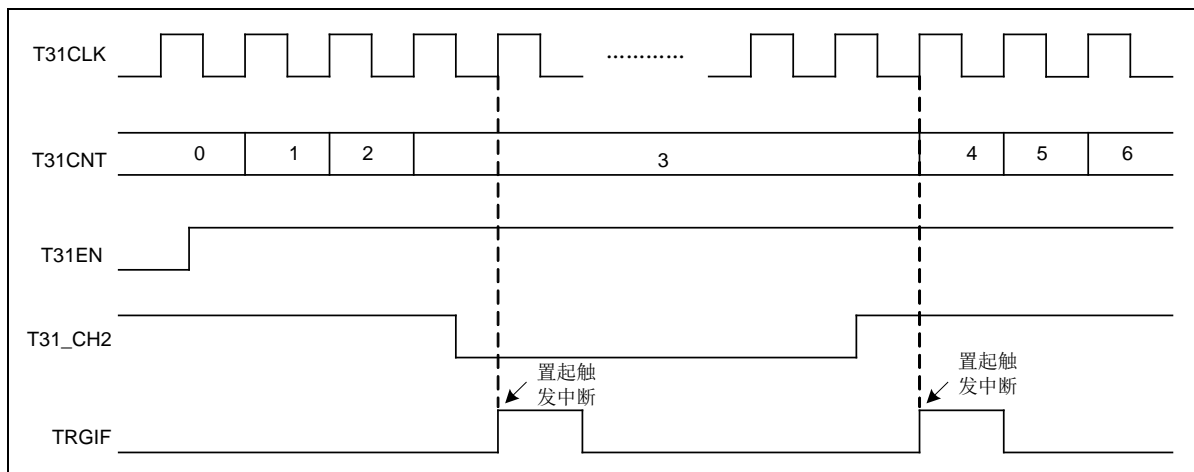 T31CLK
…………
T31CNT
0 1 2 3 4 5 6
T31EN
T31_CH2
置起触
发中断
置起触
发中断
TRGIF